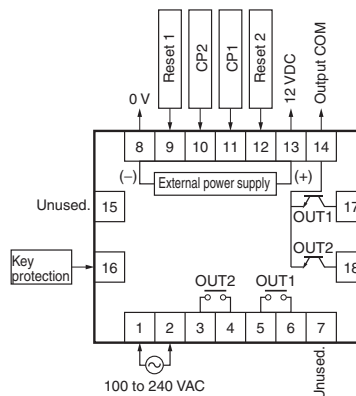 Reset 1
CP2
CP1
Reset 2
12 VDC
Output COM
0 V
8
9
10
11
12
13
14
(−)
External power supply
(+)
Unused.
15
17
OUT1
Key
protection
16
OUT2
18
OUT2
OUT1
1
2
3
4
5
6
7
100 to 240 VAC
Unused.